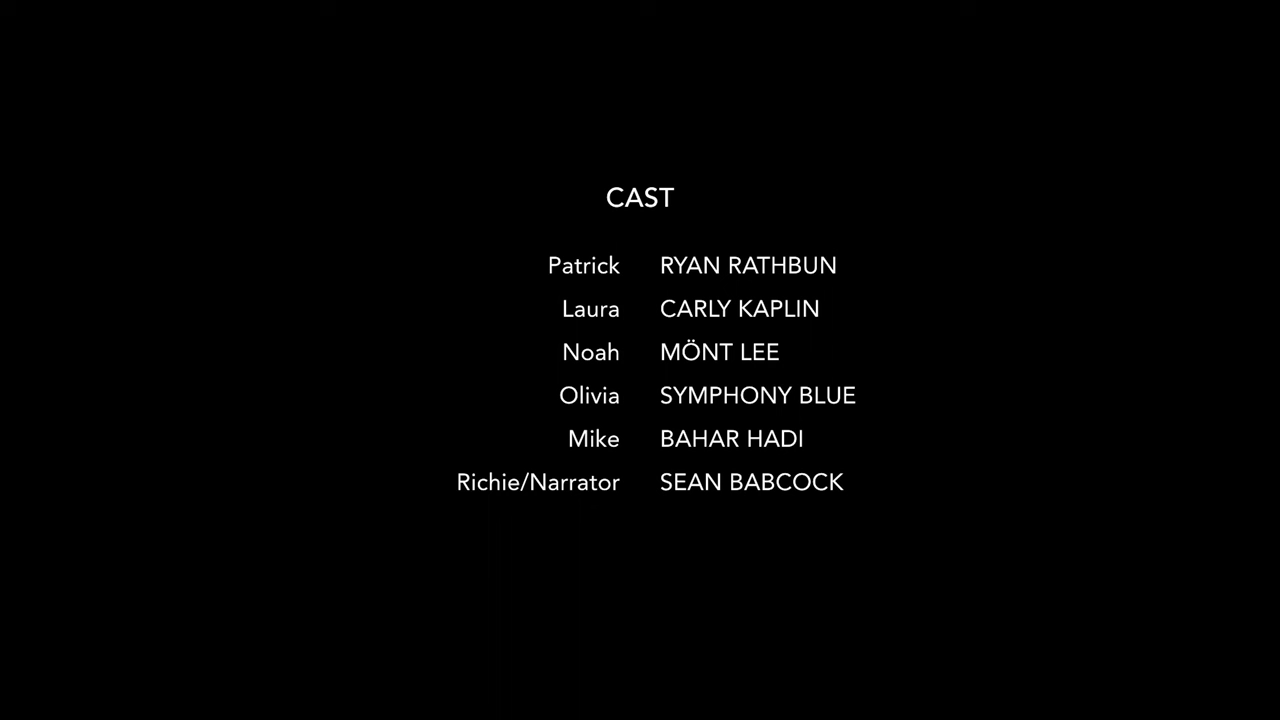 CAST
Patrick RYAN RATHBUN
Laura CARLY KAPLIN
Noah MÖNT LEE
Olivia SYMPHONY BLUE
Mike BAHAR HADI
Richie/Narrator SEAN BABCOCK